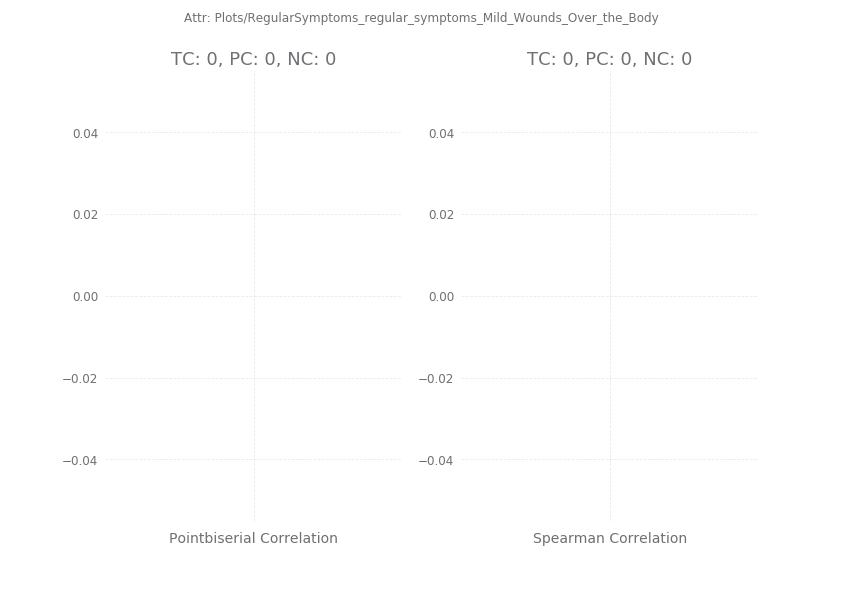 Attr: Plots/RegularSymptoms_regular_symptoms_Mild_Wounds_Over_the_Body
TC: 0, PC: 0, NC: 0
0.04
0.02
0.00
−0.02
−0.04
Pointbiserial Correlation
TC: 0, PC: 0, NC: 0
0.04
0.02
0.00
−0.02
−0.04
Spearman Correlation